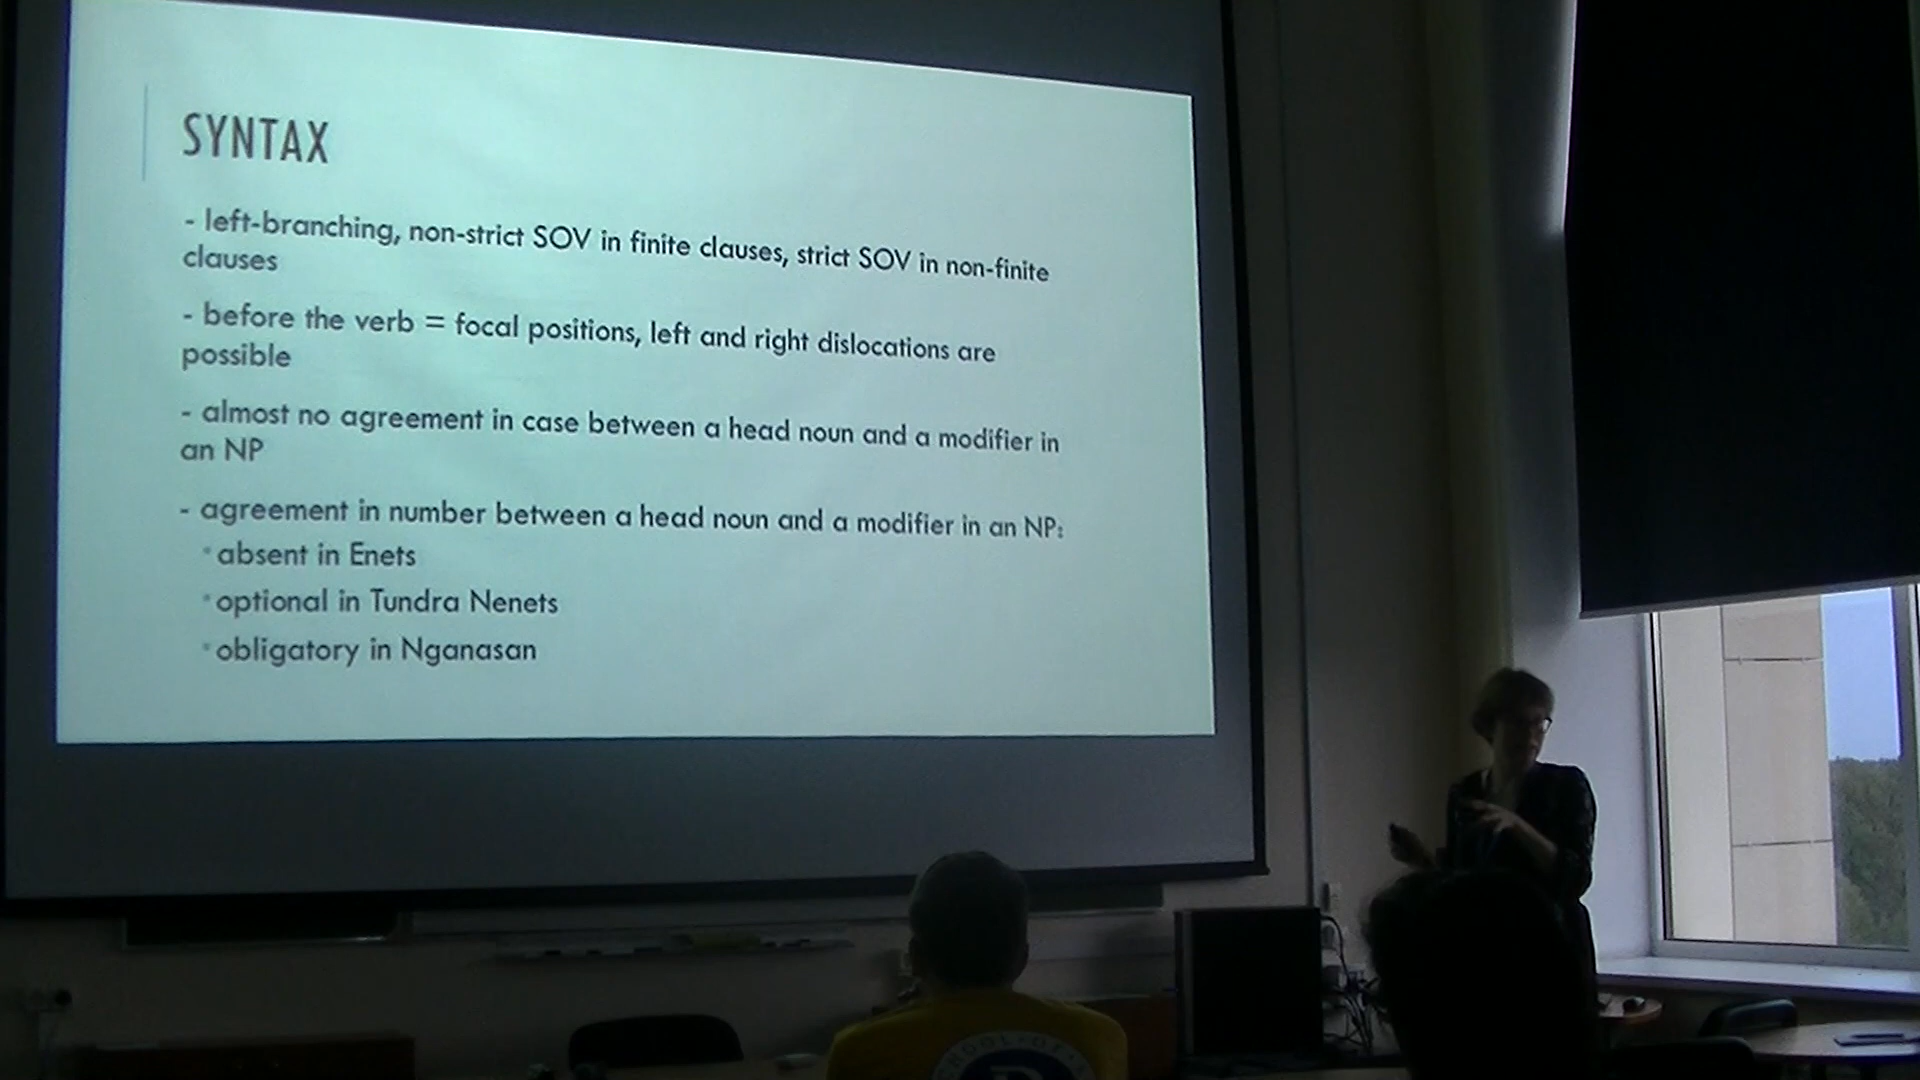 SYNTAX
- left-branching, non-strict SOV in finite clauses, strict SOV in non-finite
clauses
- before the verb = focal positions, left and right dislocations are
possible
- almost no agreement in case between a head noun and a modifier in
an NP
- agreement in number between a head noun and a modifier in an NP:
• absent in Enets
• optional in Tundra Nenets
• obligatory in Nganasan